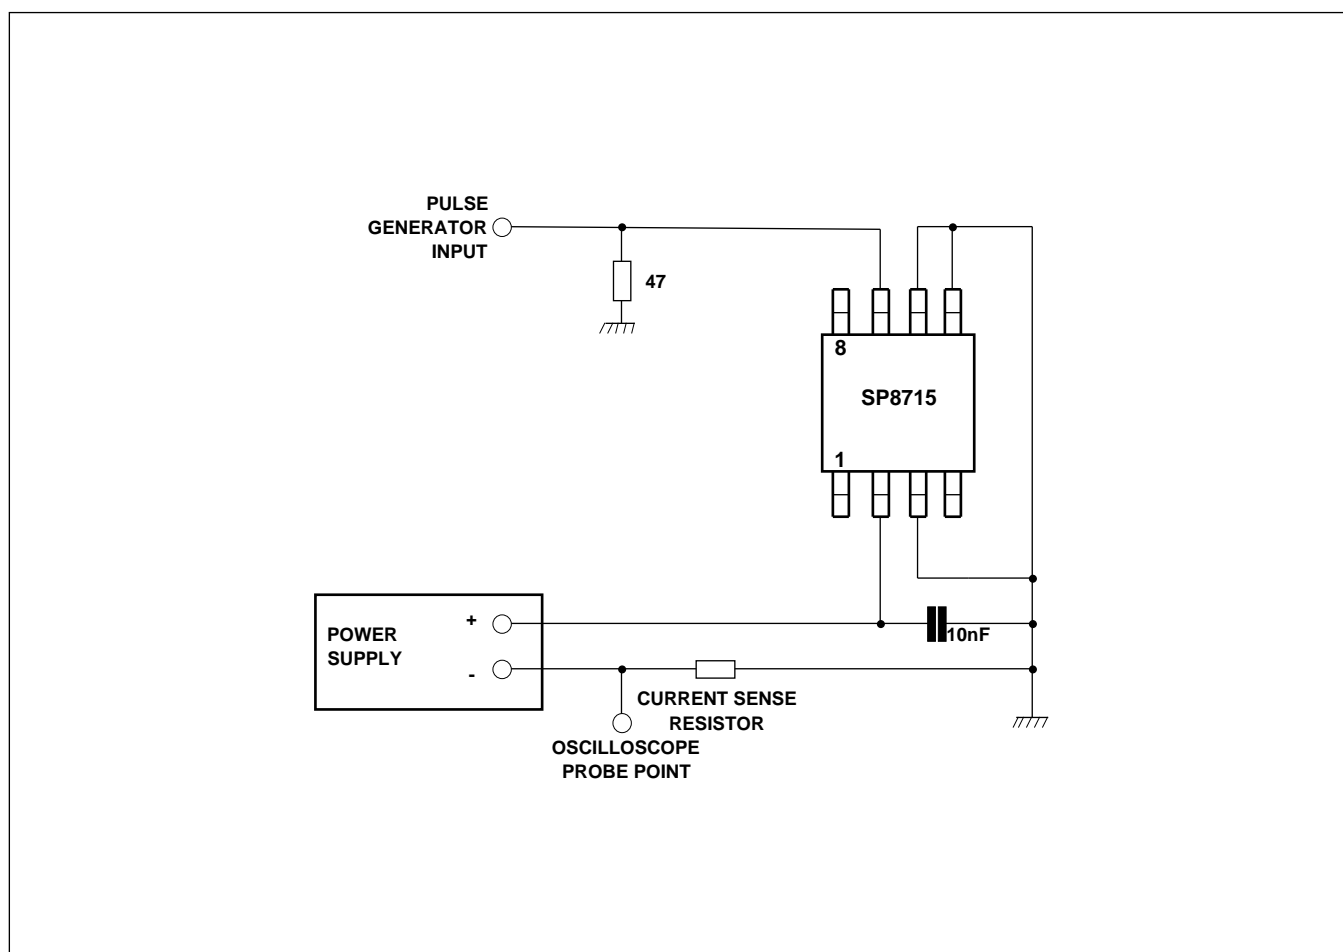 PULSE
GENERATOR
INPUT
47
8
SP8715
1
POWER
SUPPLY
+
-
10nF
CURRENT SENSE
RESISTOR
OSCILLOSCOPE
PROBE POINT